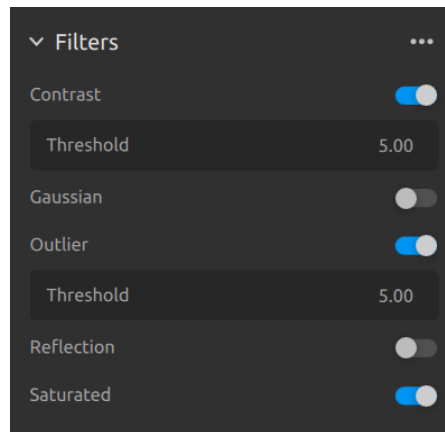 Filters
Contrast
Threshold 5.00
Gaussian
Outlier
Threshold 5.00
Reflection
Saturated